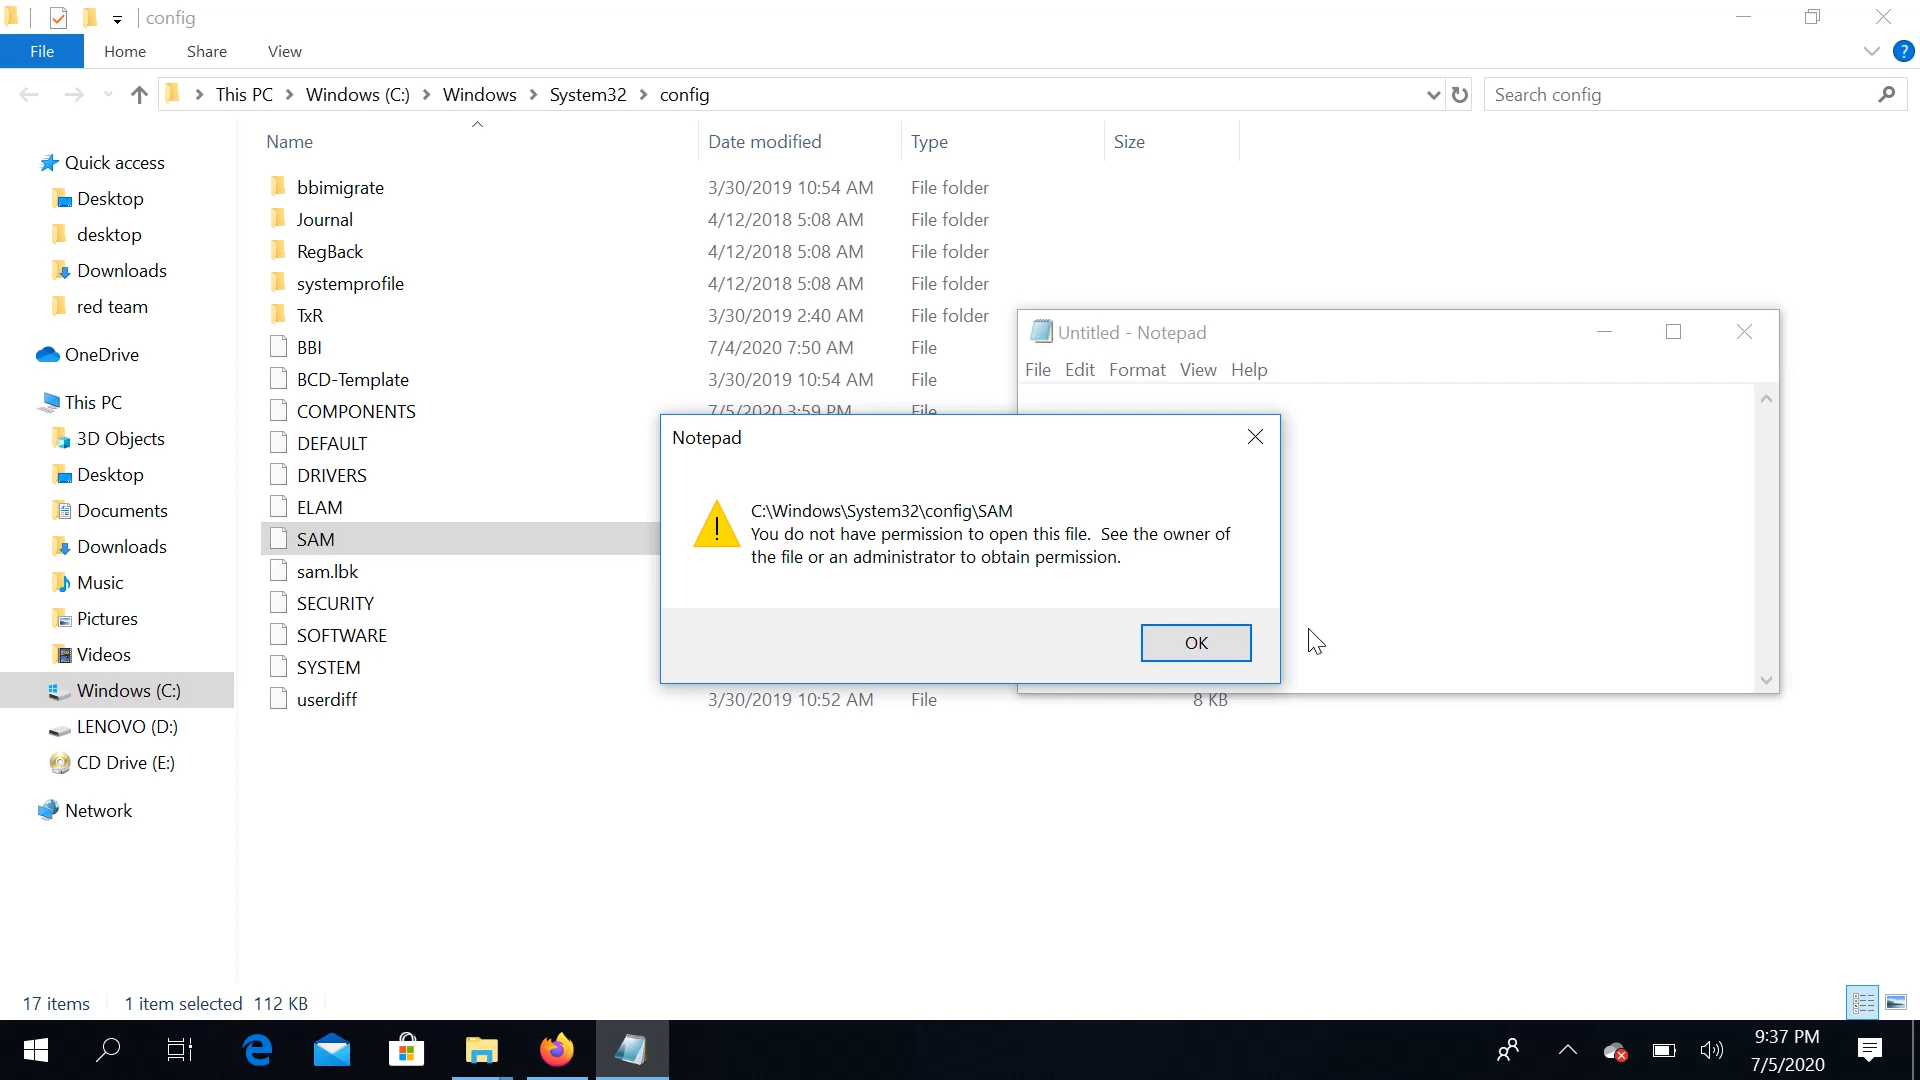 config
File Home Share View
This PC Windows (C:) Windows System32 config
Search config
Name Date modified Type Size
Quick access
Desktop
desktop
Downloads
red team
OneDrive
This PC
3D Objects
Desktop
Documents
Downloads
Music
Pictures
Videos
Windows (C:)
LENOVO (D:)
CD Drive (E:)
Network
bbimigrate 3/30/2019 10:54 AM File folder
Journal 4/12/2018 5:08 AM File folder
RegBack 4/12/2018 5:08 AM File folder
systemprofile 4/12/2018 5:08 AM File folder
TxR 3/30/2019 2:40 AM File folder
BBI 7/4/2020 7:50 AM File
BCD-Template 3/30/2019 10:54 AM File
COMPONENTS 7/5/2020 3:59 PM File
DEFAULT
DRIVERS
ELAM
SAM
sam.lbk
SECURITY
SOFTWARE
SYSTEM
userdiff 3/30/2019 10:52 AM File 8 KB
Untitled - Notepad
File Edit Format View Help
Notepad
C:\Windows\System32\config\SAM
You do not have permission to open this file. See the owner of
the file or an administrator to obtain permission.
OK
17 items 1 item selected 112 KB
9:37 PM
7/5/2020